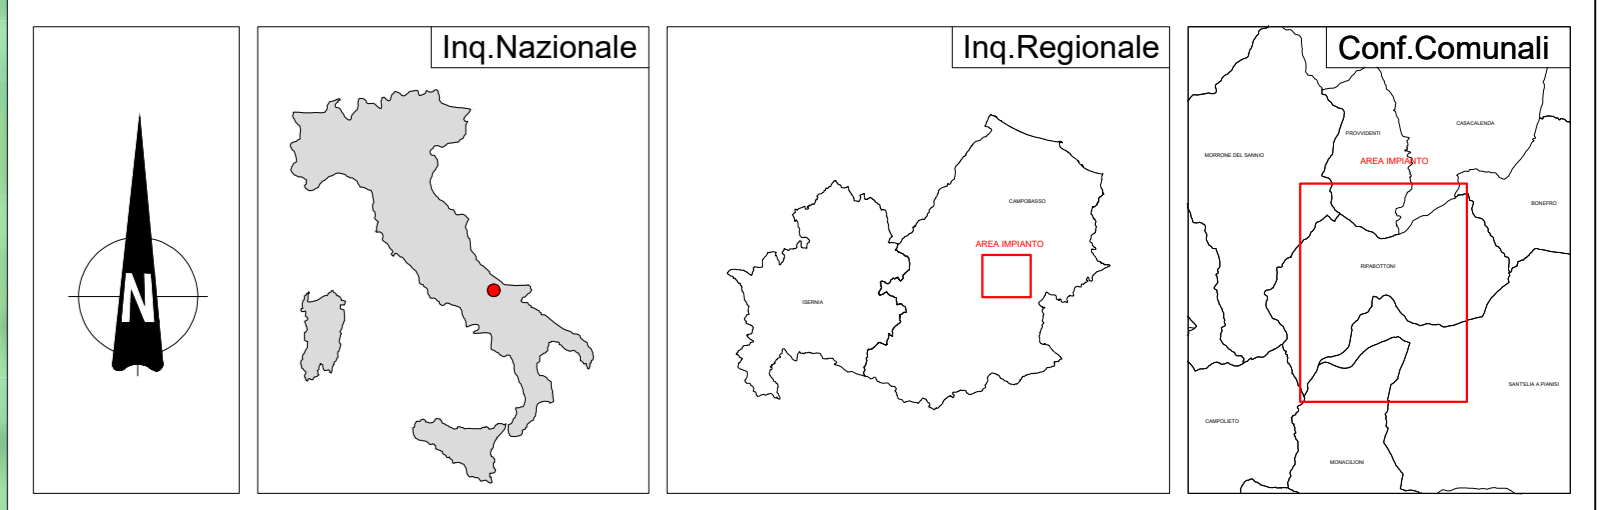 N
Inq.Nazionale
Inq.Regionale
CAMPOBASSO
AREA IMPIANTO
ISERNIA
Conf.Comunali
CASACALENDA
PROVVIDENTI
MORRONE DEL SANNIO
AREA IMPIANTO
BONEFRO
RIPABOTTONI
SANT'ELIA A PIANISI
CAMPOLIETO
MONACILIONI